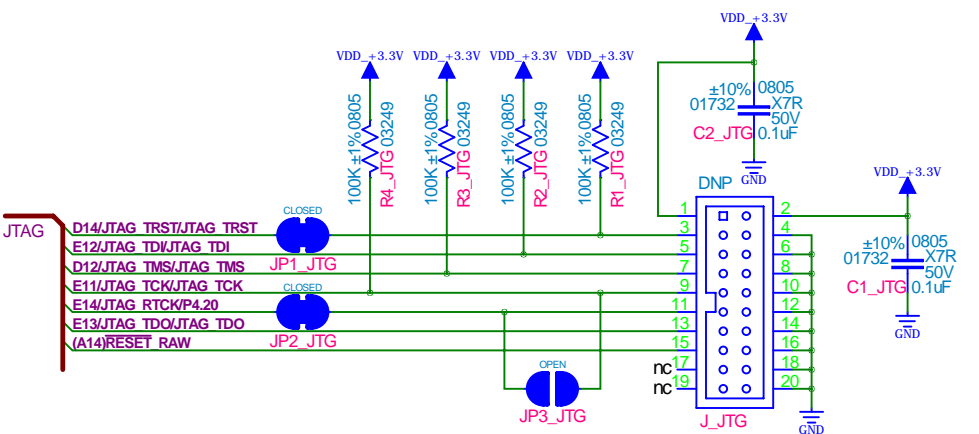 VDD_+3.3V
VDD_+3.3V VDD_+3.3V VDD_+3.3V VDD_+3.3V
±10% 0805
01732 X7R
50V
C2_JTG 0.1uF
GND
100K ±1% 0805
R4_JTG 03249
100K ±1% 0805
R3_JTG 03249
100K ±1% 0805
R2_JTG 03249
100K ±1% 0805
R1_JTG 03249
VDD_+3.3V
±10% 0805
01732 X7R
50V
C1_JTG 0.1uF
GND
DNP
JTAG
D14/JTAG_TRST/JTAG_TRST
E12/JTAG_TDI/JTAG_TDI
D12/JTAG_TMS/JTAG_TMS
E11/JTAG_TCK/JTAG_TCK
E14/JTAG_RTCK/P4.20
E13/JTAG_TDO/JTAG_TDO
(A14)RESET_RAW
CLOSED
JP1_JTG
CLOSED
JP2_JTG
OPEN
JP3_JTG
1 2
3 4
5 6
7 8
9 10
11 12
13 14
15 16
nc 17 18
nc 19 20
J_JTG
GND